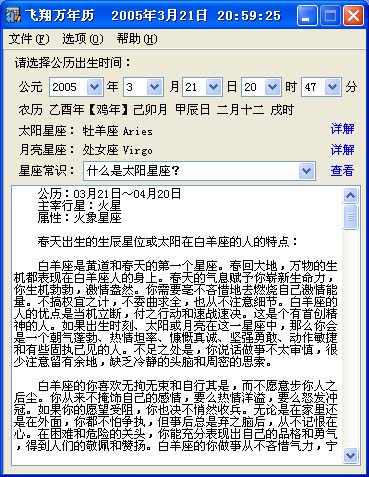 飞翔万年历 2005年3月21日 20:59:25
文件(F) 选项(O) 帮助(H)
请选择公历出生时间：
公元 2005 年 3 月 21 日 20 时 47 分
农历 乙酉年【鸡年】己卯月 甲辰日 二月十二 戌时
太阳星座： 牡羊座 Aries 详解
月亮星座： 处女座 Virgo 详解
星座常识： 什么是太阳星座？ 查看
公历：03月21日～04月20日
主宰行星：火星
属性：火象星座
春天出生的生辰星位或太阳在白羊座的人的特点：
白羊座是黄道和春天的第一个星座。春回大地，万物的生
机都表现在白羊座人的身上。春天的气息赋予你崭新生命力，
你生机勃勃，激情盎然。你需要毫不吝惜地去燃烧自己激情能
量。不搞权宜之计，不委曲求全，也从不注意细节。白羊座的
人的优点是当机立断，付之行动和速战速决。这是个有首创精
神的人。如果出生时刻、太阳或月亮在这一星座中，那么你会
是一个朝气蓬勃、热情坦率、慷慨真诚、坚强勇敢、动作敏捷
和有些固执己见的人。不足之处是，你说话做事不太审慎，很
少注意留有余地，缺乏冷静的头脑和周密的思索。
白羊座的你喜欢无拘无束和自行其是，而不愿意步你人之
后尘。你从来不掩饰自己的感情，要么热情洋谥，要么怒发冲
冠。如果你的愿望受阻，你也决不悄然收兵。无论是在家里还
是在外面，你都不怕争执，但事后总是弃之脑后，从不记恨在
心。在困难和危险的关头，你能充分表现出自己的品格和勇气
，得到人们的敬佩和赞扬。白羊座的你做事从不吝惜气力，宁